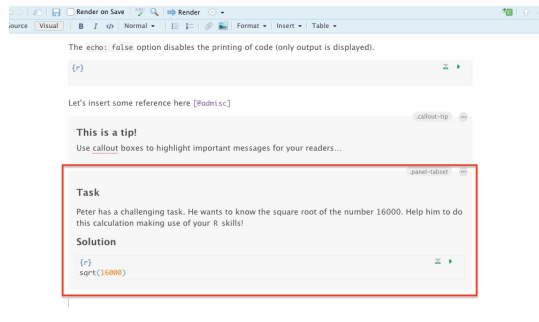 Render on Save
Render
ource Visual B I </> Normal Format Insert Table
The echo: false option disables the printing of code (only output is displayed).
{r}
Let's insert some reference here [@admisc]
.callout-tip
This is a tip!
Use callout boxes to highlight important messages for your readers...
.panel-tabset
Task
Peter has a challenging task. He wants to know the square root of the number 16000. Help him to do
this calculation making use of your R skills!
Solution
{r}
sqrt(16000)